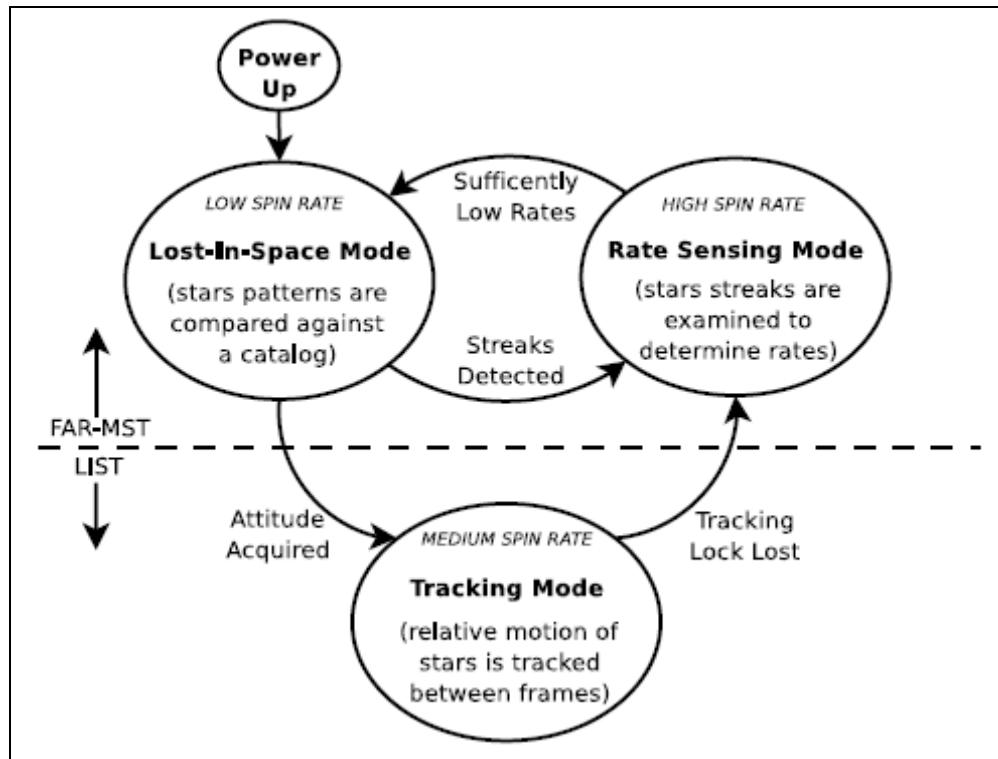 Power
Up
LOW SPIN RATE
Lost-In-Space Mode
(stars patterns are
compared against
a catalog)
Sufficently
Low Rates
HIGH SPIN RATE
Rate Sensing Mode
(stars streaks are
examined to
determine rates)
Streaks
Detected
FAR-MST
LIST
Attitude
Acquired
MEDIUM SPIN RATE
Tracking Mode
(relative motion of
stars is tracked
between frames)
Tracking
Lock Lost